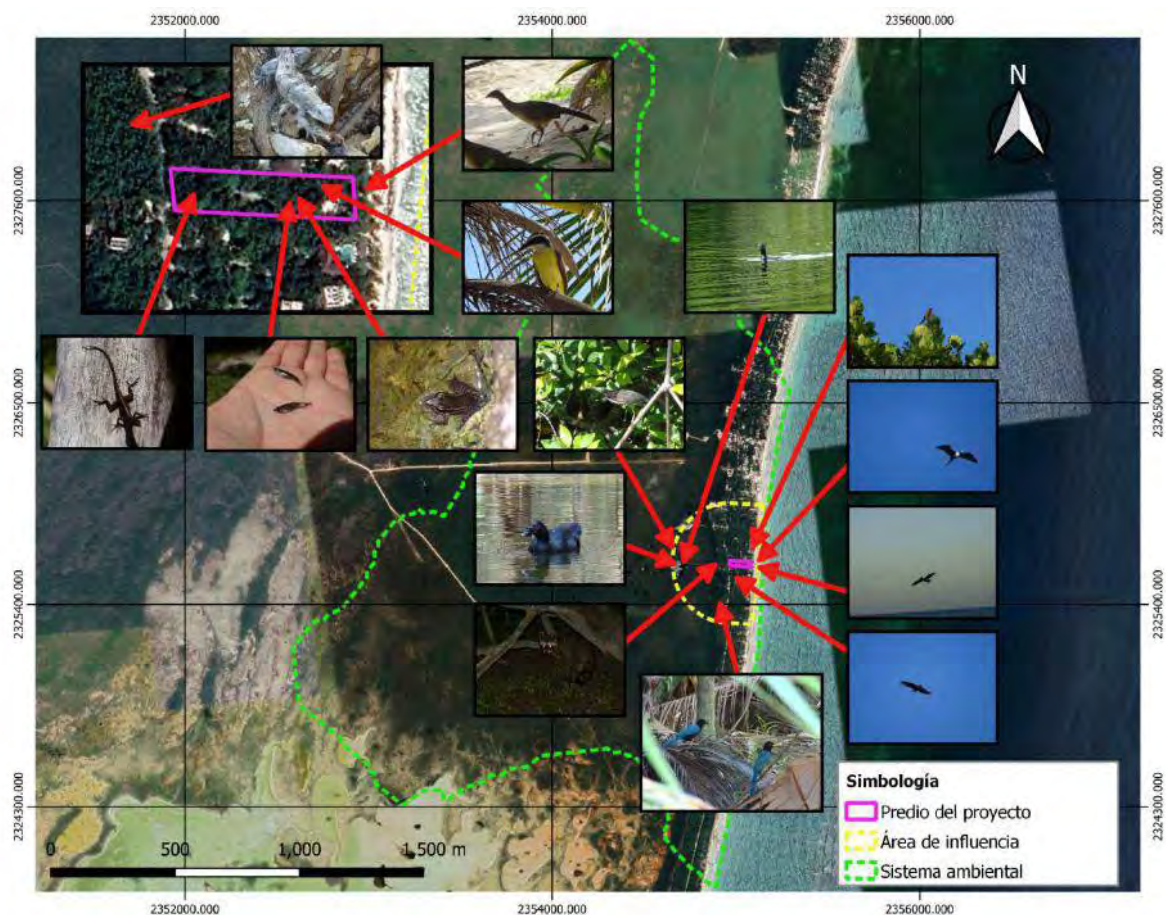 2352000.000 2354000.000 2356000.000
N
2327600.000 2327600.000
2326500.000 2326500.000
2325400.000 2325400.000
2324300.000 2324300.000
Simbología
Predio del proyecto
Área de influencia
Sistema ambiental
0 500 1,000 1,500 m
2352000.000 2354000.000 2356000.000